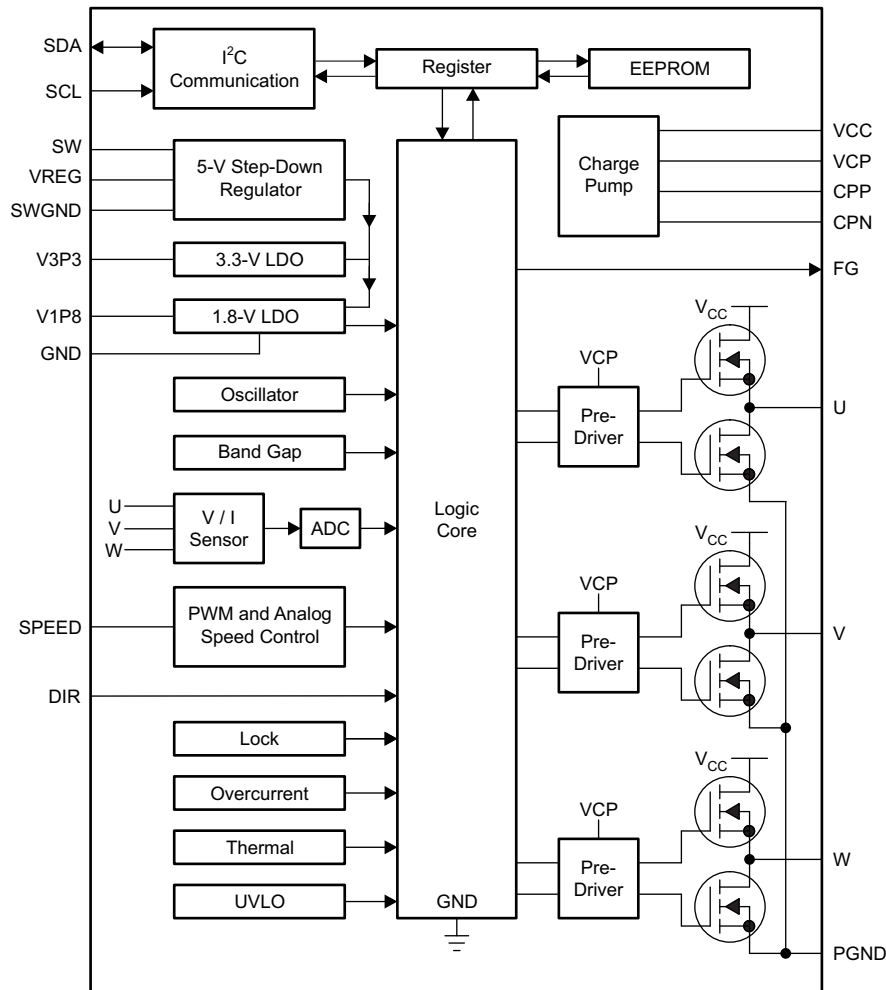 SDA
SCL
I²C
Communication
Register
EEPROM
SW
VREG
SWGND
5-V Step-Down
Regulator
V3P3
3.3-V LDO
V1P8
1.8-V LDO
GND
Oscillator
Band Gap
U
V
W
V / I
Sensor
ADC
SPEED
PWM and Analog
Speed Control
DIR
Lock
Overcurrent
Thermal
UVLO
Logic
Core
GND
Charge
Pump
VCC
VCP
CPP
CPN
FG
VCC
VCP
Pre-
Driver
U
VCC
VCP
Pre-
Driver
V
VCC
VCP
Pre-
Driver
W
PGND